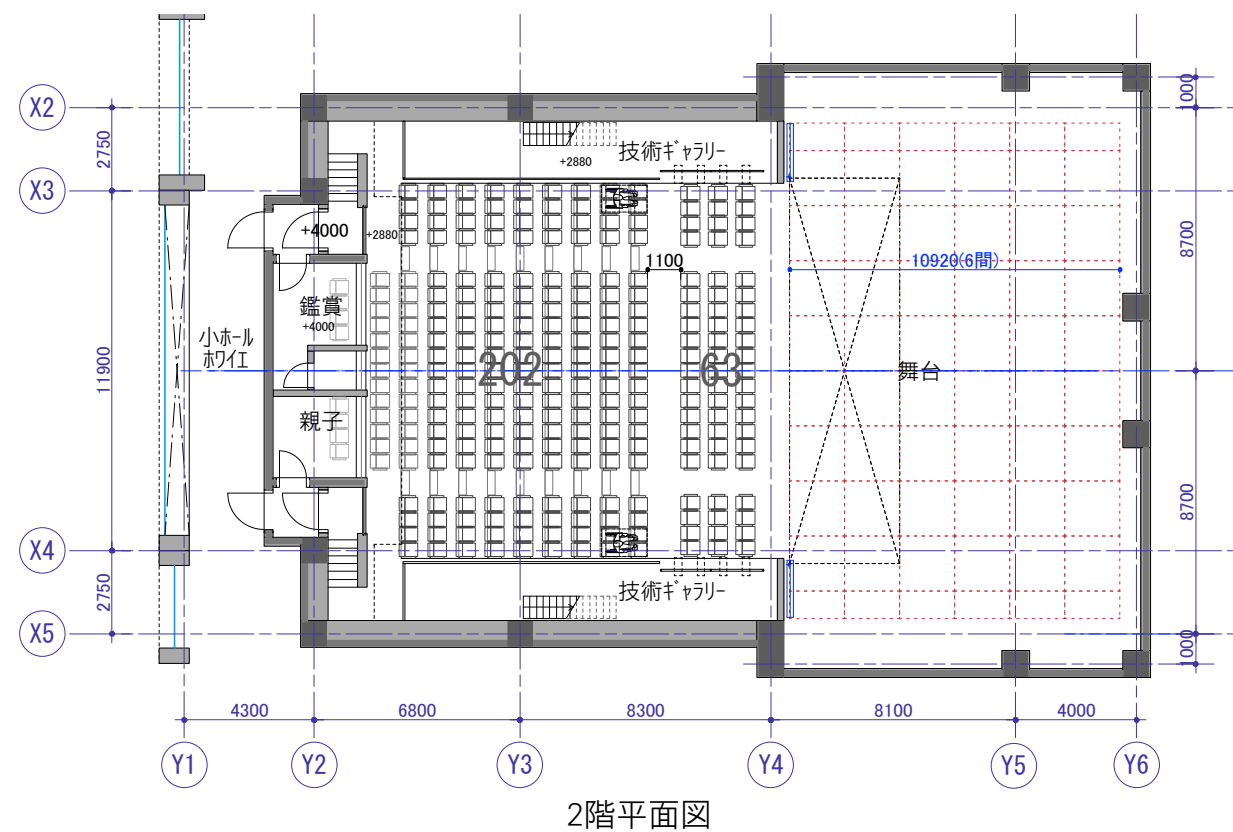 X2
1000
2750
技術ギャラリー
+2880
X3
+4000
+2880
8700
1100
10920(6間)
鑑賞
+4000
小ホール
ホワイエ
11900
202
63
舞台
親子
8700
X4
2750
技術ギャラリー
X5
1000
4300
6800
8300
8100
4000
Y1
Y2
Y3
Y4
Y5
Y6
2階平面図